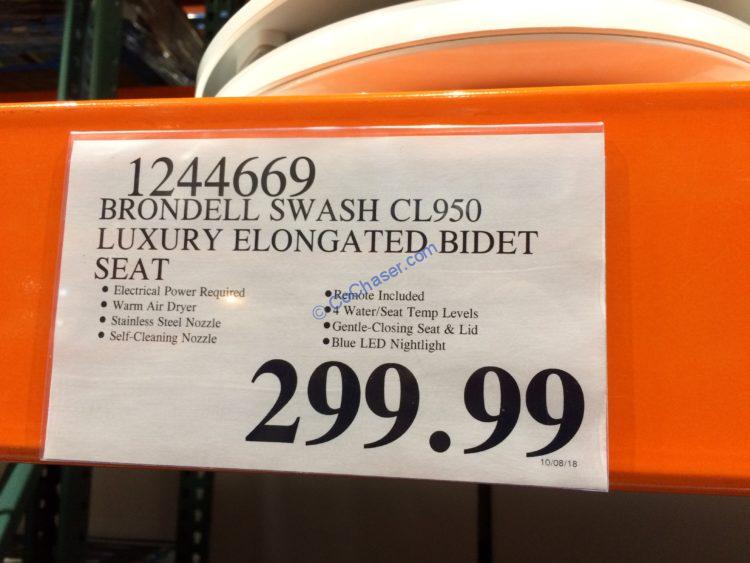 1244669
BRONDELL SWASH CL950
LUXURY ELONGATED BIDET
SEAT
• Electrical Power Required
• Warm Air Dryer
• Stainless Steel Nozzle
• Self-Cleaning Nozzle
•Remote Included
•4 Water/Seat Temp Levels
•Gentle-Closing Seat & Lid
•Blue LED Nightlight
© CoChaser.com
299.99
10/08/18